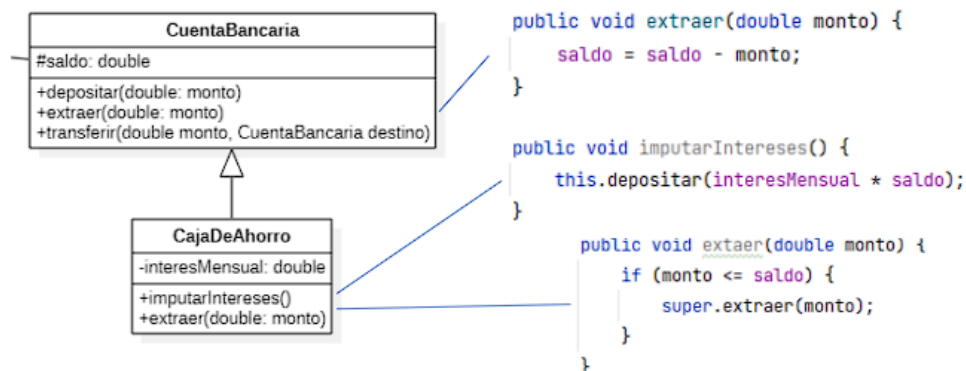 CuentaBancaria
#saldo: double
+depositar(double: monto)
+extraer(double: monto)
+transferir(double monto, CuentaBancaria destino)
CajaDeAhorro
-interesMensual: double
+imputarIntereses()
+extraer(double: monto)
public void extraer(double monto) {
saldo = saldo - monto;
}
public void imputarIntereses() {
this.depositar(interesMensual * saldo);
}
public void extaer(double monto) {
if (monto <= saldo) {
super.extraer(monto);
}
}